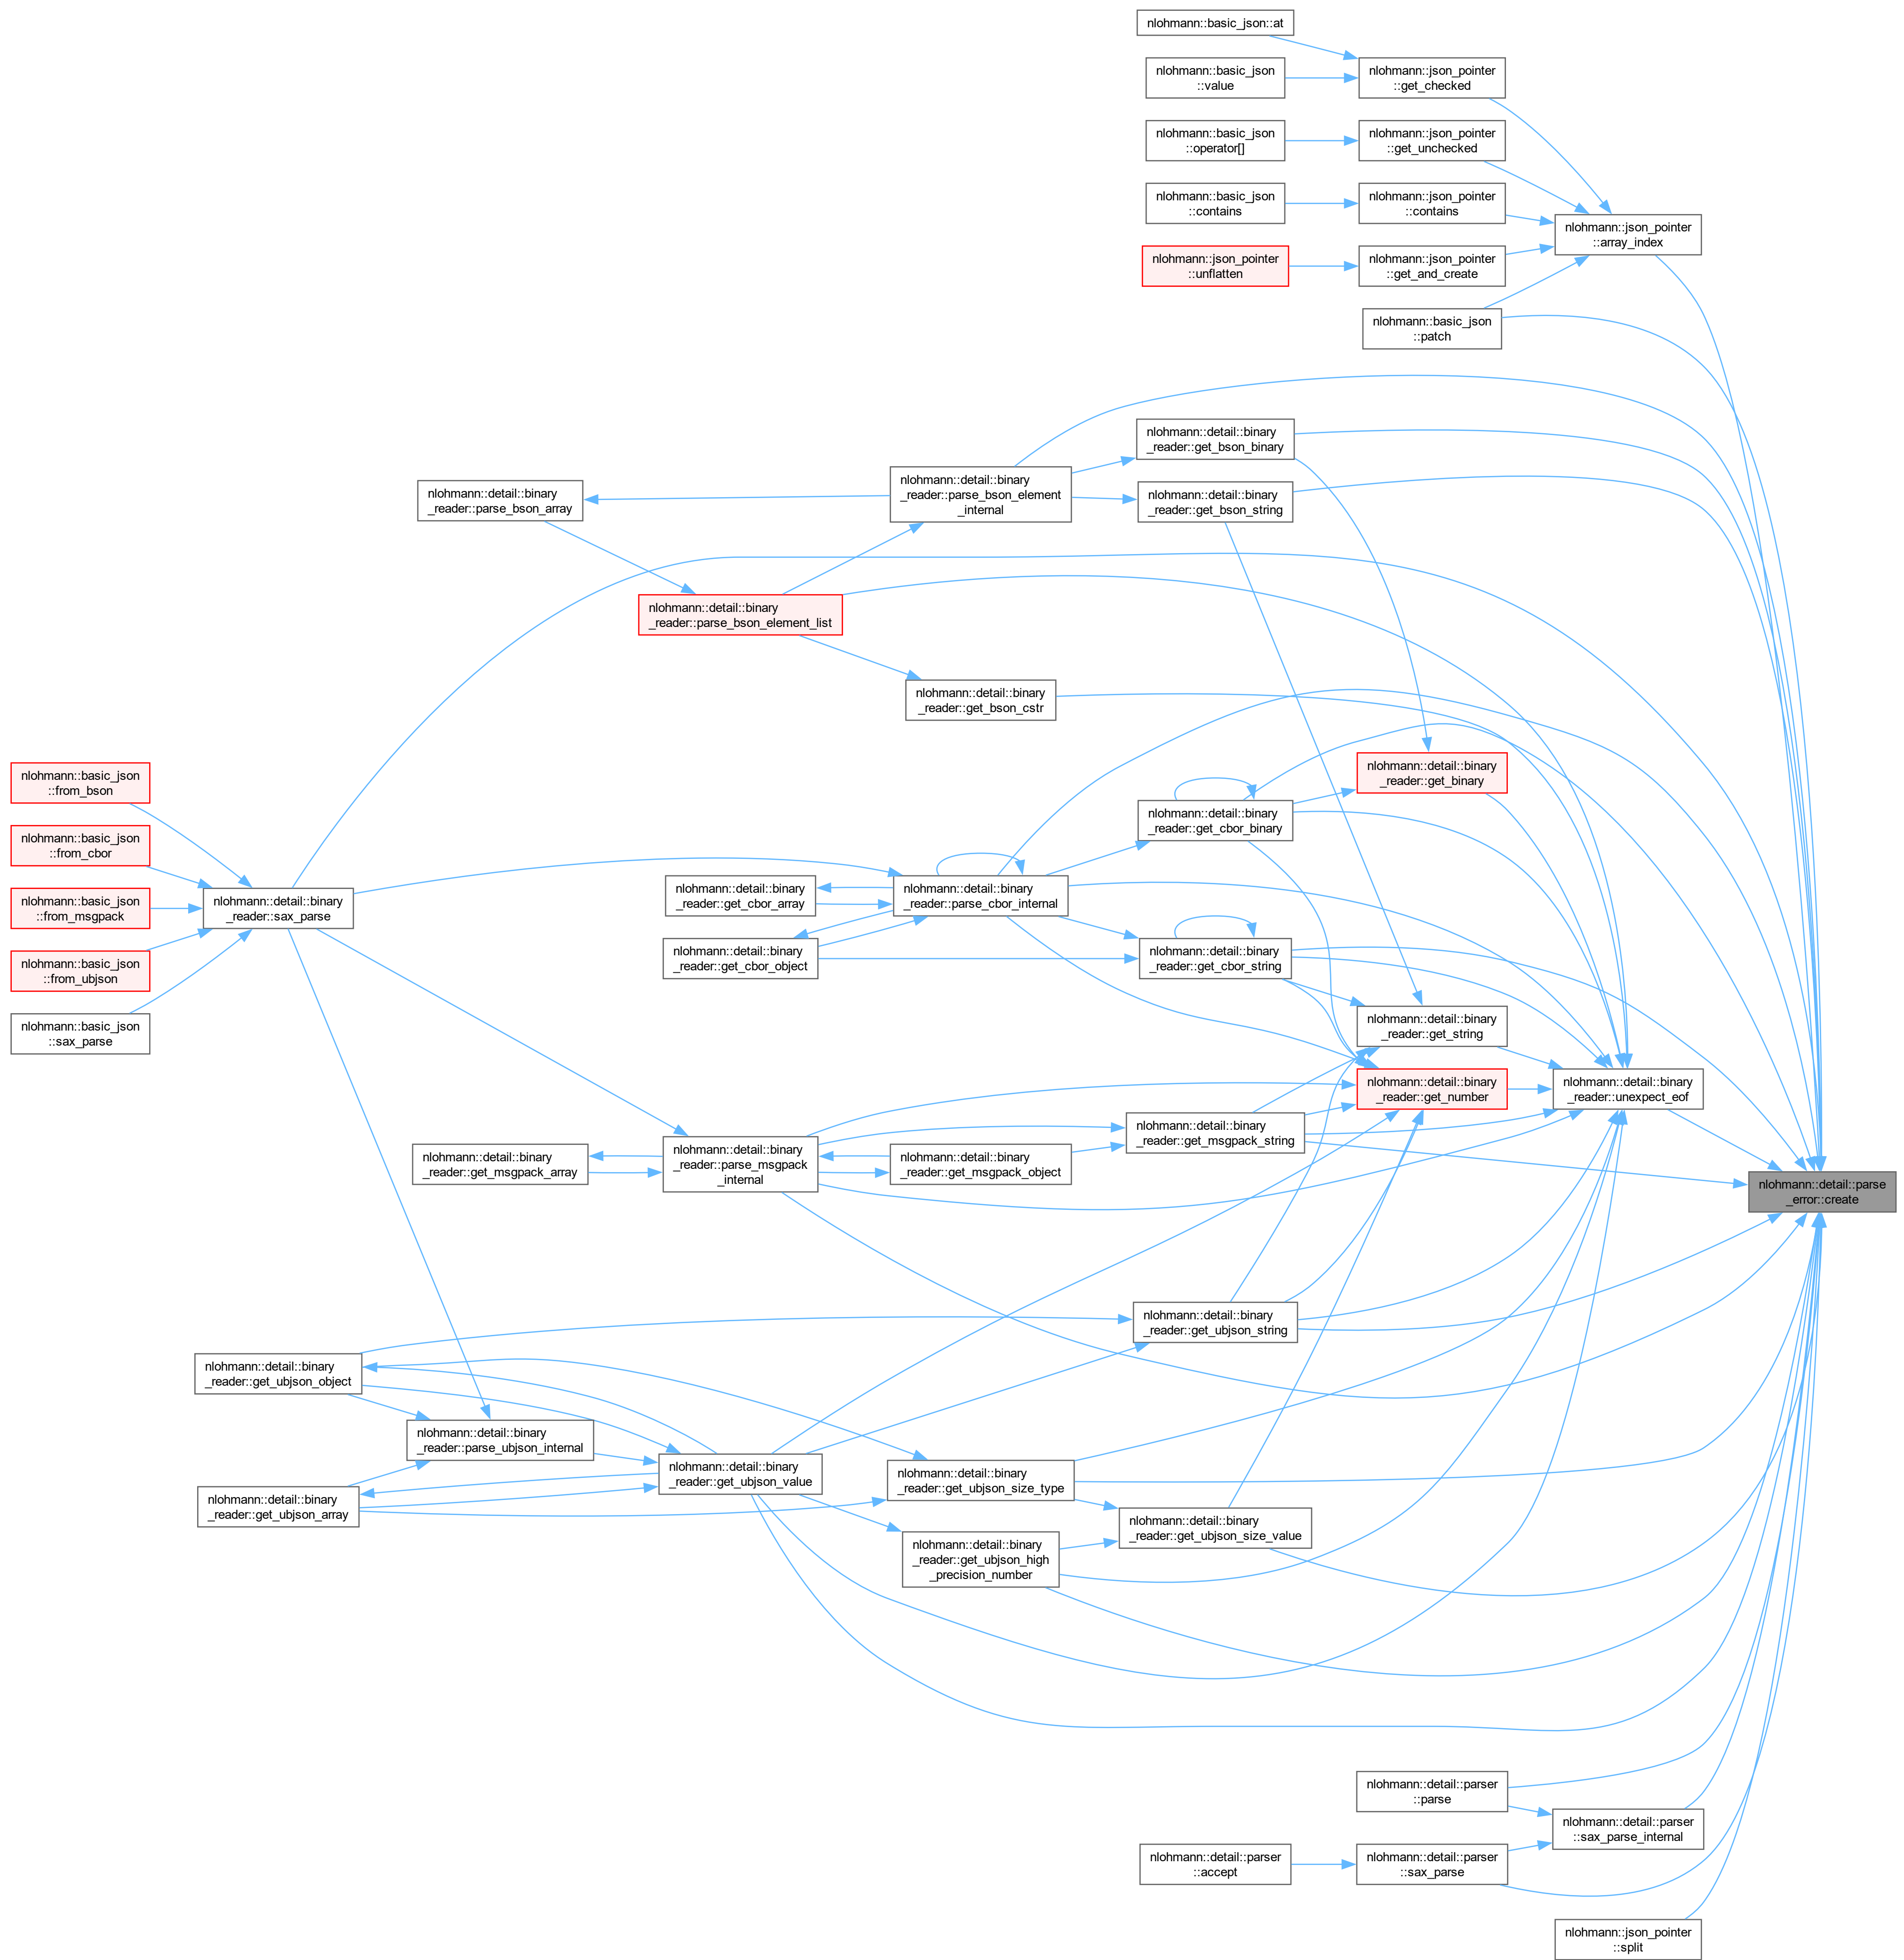 nlohmann::basic_json::at
nlohmann::basic_json
::value
nlohmann::json_pointer
::get_checked
nlohmann::basic_json
::operator[]
nlohmann::json_pointer
::get_unchecked
nlohmann::basic_json
::contains
nlohmann::json_pointer
::contains
nlohmann::json_pointer
::array_index
nlohmann::json_pointer
::unflatten
nlohmann::json_pointer
::get_and_create
nlohmann::basic_json
::patch
nlohmann::detail::binary
_reader::get_bson_binary
nlohmann::detail::binary
_reader::parse_bson_element
_internal
nlohmann::detail::binary
_reader::parse_bson_array
nlohmann::detail::binary
_reader::get_bson_string
nlohmann::detail::binary
_reader::parse_bson_element_list
nlohmann::detail::binary
_reader::get_bson_cstr
nlohmann::basic_json
::from_bson
nlohmann::detail::binary
_reader::get_binary
nlohmann::basic_json
::from_cbor
nlohmann::detail::binary
_reader::get_cbor_binary
nlohmann::basic_json
::from_msgpack
nlohmann::detail::binary
_reader::sax_parse
nlohmann::detail::binary
_reader::get_cbor_array
nlohmann::detail::binary
_reader::parse_cbor_internal
nlohmann::basic_json
::from_ubjson
nlohmann::detail::binary
_reader::get_cbor_object
nlohmann::detail::binary
_reader::get_cbor_string
nlohmann::basic_json
::sax_parse
nlohmann::detail::binary
_reader::get_string
nlohmann::detail::binary
_reader::get_number
nlohmann::detail::binary
_reader::unexpect_eof
nlohmann::detail::binary
_reader::get_msgpack_string
nlohmann::detail::binary
_reader::get_msgpack_array
nlohmann::detail::binary
_reader::parse_msgpack
_internal
nlohmann::detail::binary
_reader::get_msgpack_object
nlohmann::detail::parse
_error::create
nlohmann::detail::binary
_reader::get_ubjson_string
nlohmann::detail::binary
_reader::get_ubjson_object
nlohmann::detail::binary
_reader::parse_ubjson_internal
nlohmann::detail::binary
_reader::get_ubjson_value
nlohmann::detail::binary
_reader::get_ubjson_size_type
nlohmann::detail::binary
_reader::get_ubjson_array
nlohmann::detail::binary
_reader::get_ubjson_size_value
nlohmann::detail::binary
_reader::get_ubjson_high
_precision_number
nlohmann::detail::parser
::parse
nlohmann::detail::parser
::sax_parse_internal
nlohmann::detail::parser
::accept
nlohmann::detail::parser
::sax_parse
nlohmann::json_pointer
::split